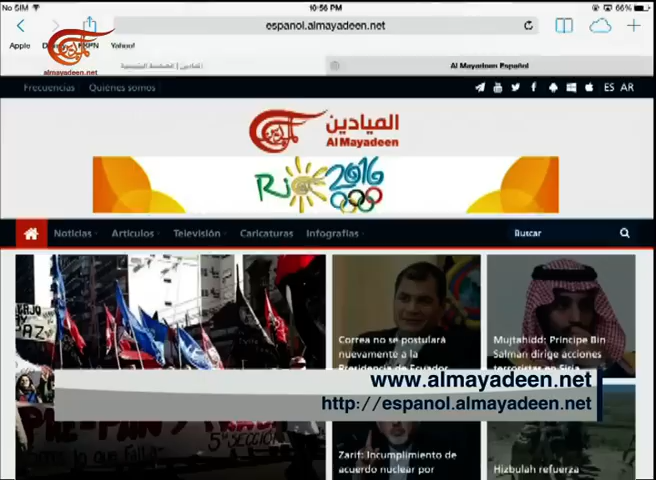 No SIM
10:56 PM
66%
espanol.almayadeen.net
Apple
Yahoo!
almayadeen.net
Al Mayadeen Español
Frecuencias
Quiénes somos
ES AR
الميادين
Al Mayadeen
Rio 2016
Noticias
Artículos
Televisión
Caricaturas
Infografías
Buscar
Correa no se postulará
nuevamente a la
Presidencia de Ecuador
Mujtahidd: Príncipe Bin
Salman dirige acciones
terroristas en Siria
www.almayadeen.net
http://espanol.almayadeen.net
5ª SECCION
Zarif: Incumplimiento de
acuerdo nuclear por
Hizbulah refuerza